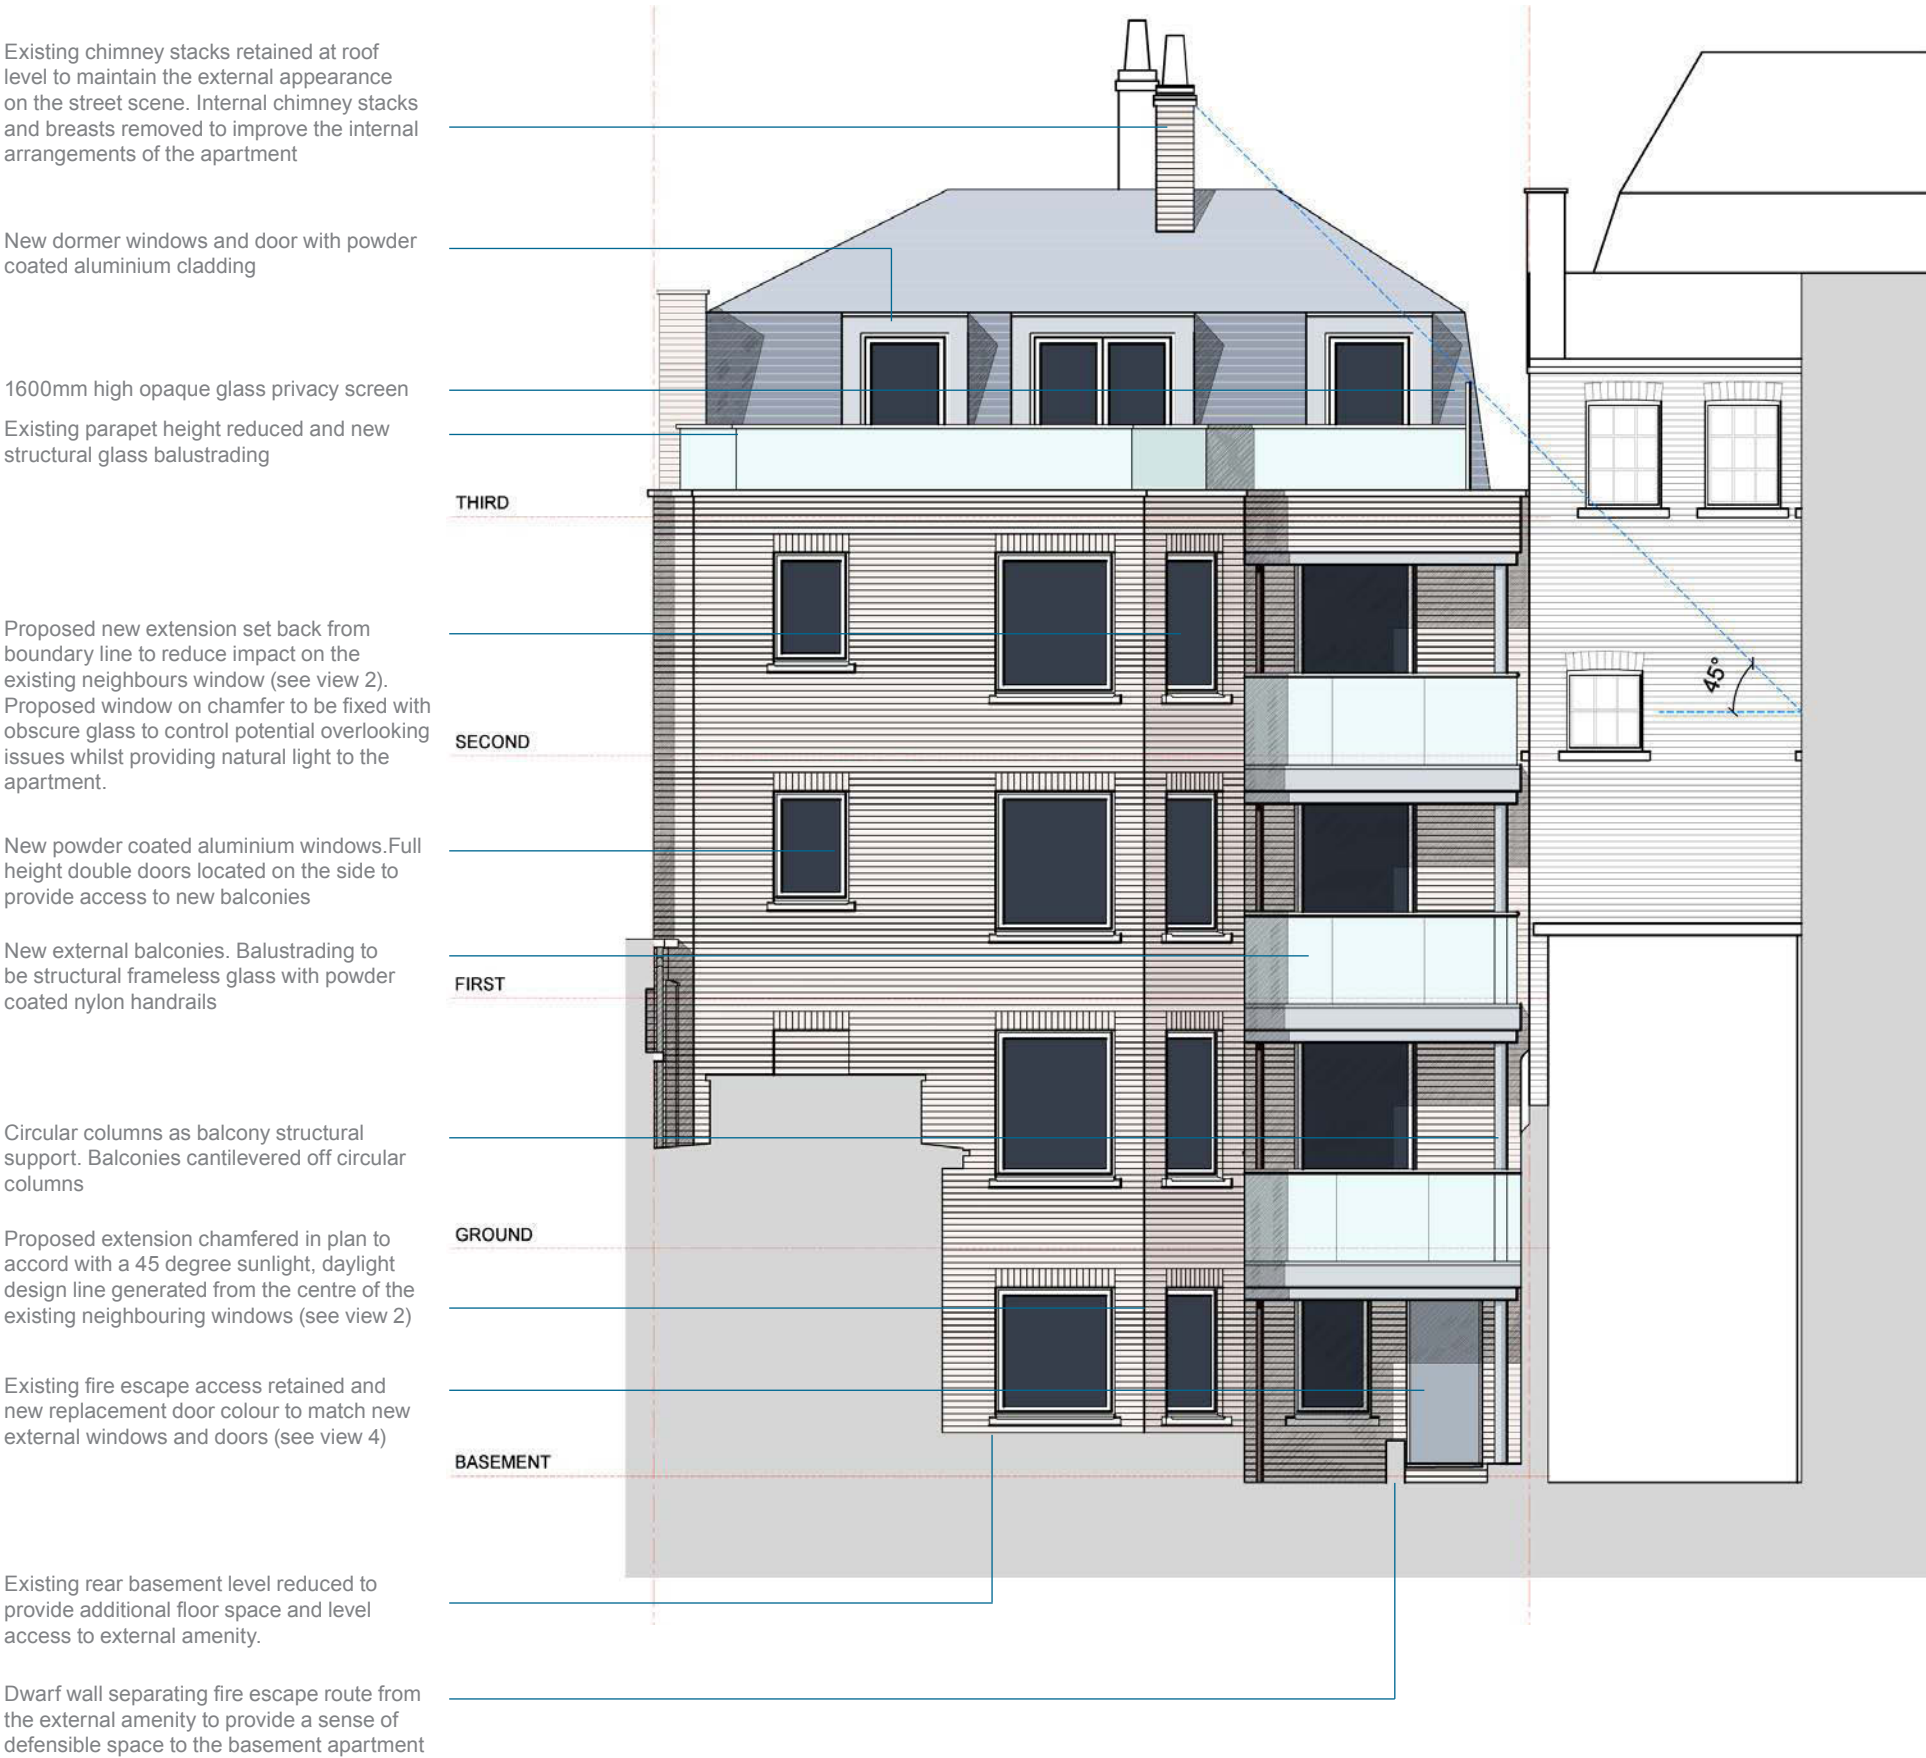 Existing chimney stacks retained at roof
level to maintain the external appearance
on the street scene. Internal chimney stacks
and breasts removed to improve the internal
arrangements of the apartment
New dormer windows and door with powder
coated aluminium cladding
1600mm high opaque glass privacy screen
Existing parapet height reduced and new
structural glass balustrading
THIRD
Proposed new extension set back from
boundary line to reduce impact on the
existing neighbours window (see view 2).
Proposed window on chamfer to be fixed with
obscure glass to control potential overlooking
issues whilst providing natural light to the
apartment.
45°
SECOND
New powder coated aluminium windows.Full
height double doors located on the side to
provide access to new balconies
New external balconies. Balustrading to
be structural frameless glass with powder
coated nylon handrails
FIRST
Circular columns as balcony structural
support. Balconies cantilevered off circular
columns
Proposed extension chamfered in plan to
accord with a 45 degree sunlight, daylight
design line generated from the centre of the
existing neighbouring windows (see view 2)
GROUND
Existing fire escape access retained and
new replacement door colour to match new
external windows and doors (see view 4)
BASEMENT
Existing rear basement level reduced to
provide additional floor space and level
access to external amenity.
Dwarf wall separating fire escape route from
the external amenity to provide a sense of
defensible space to the basement apartment